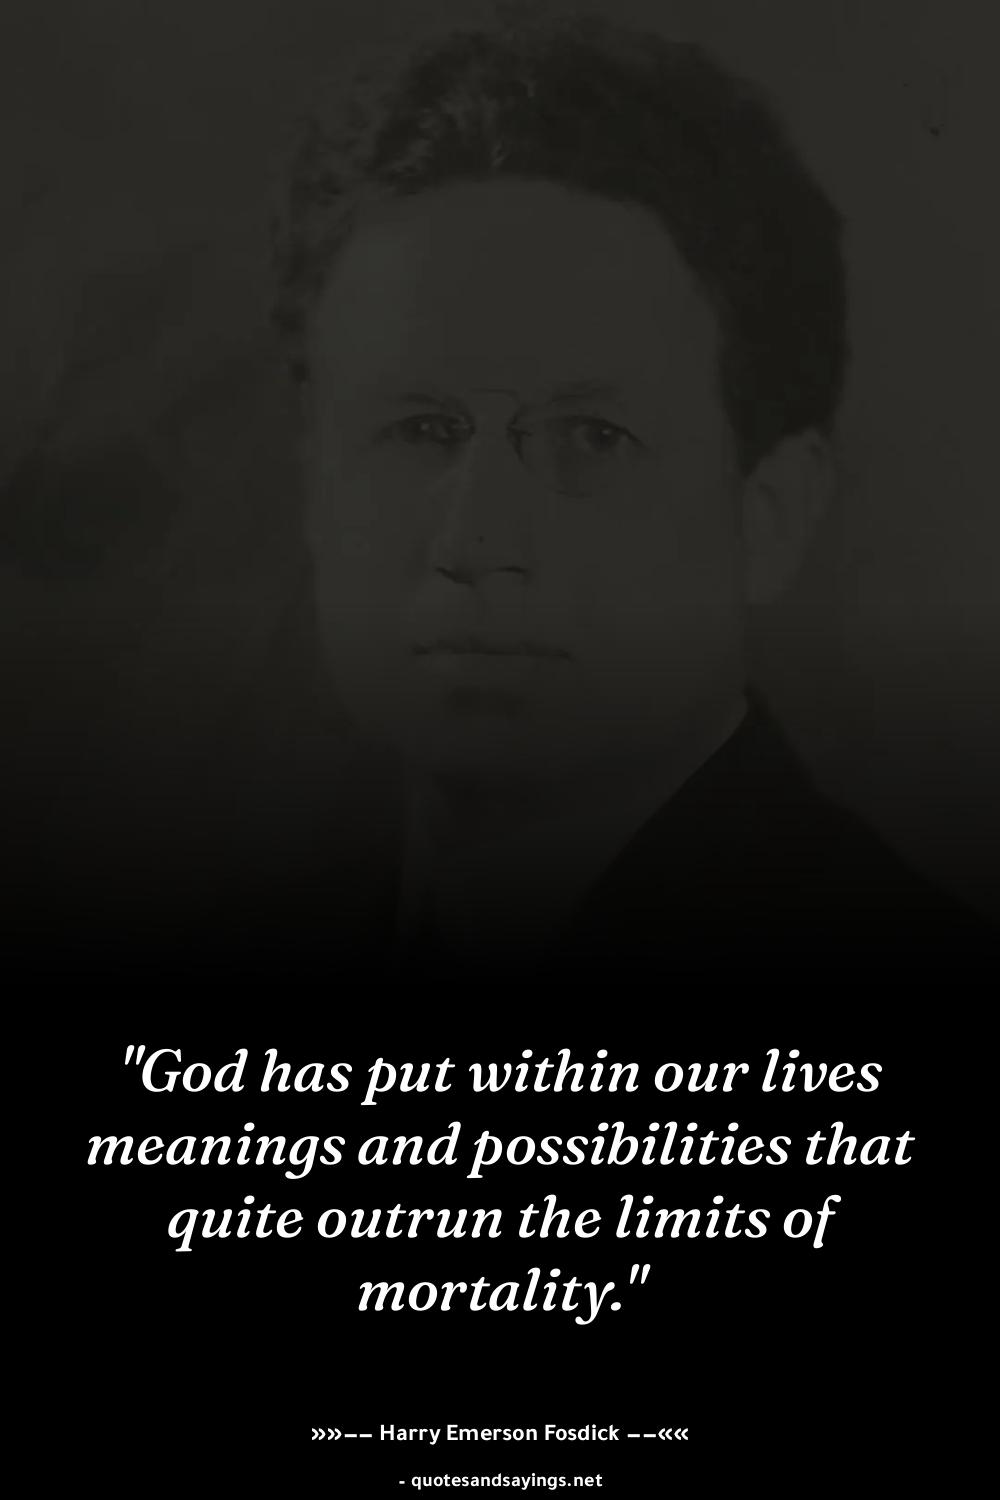 "God has put within our lives
meanings and possibilities that
quite outrun the limits of
mortality."
»»−− Harry Emerson Fosdick −−««
- quotesandsayings.net